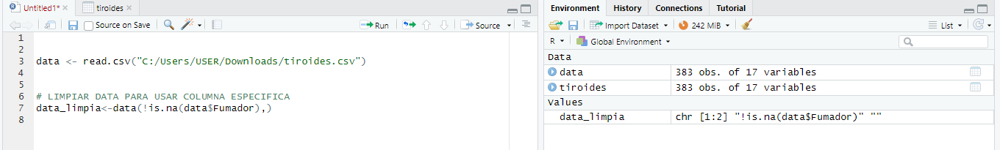 Untitled1* tiroides
Source on Save Run Source
1
2
3 data <- read.csv("C:/Users/USER/Downloads/tiroides.csv")
4
5
6 # LIMPIAR DATA PARA USAR COLUMNA ESPECIFICA
7 data_limpia<-data(!is.na(data$Fumador),)
8
Environment History Connections Tutorial
Import Dataset 242 MiB List
R Global Environment
Data
data 383 obs. of 17 variables
tiroides 383 obs. of 17 variables
Values
data_limpia chr [1:2] "!is.na(data$Fumador)" ""